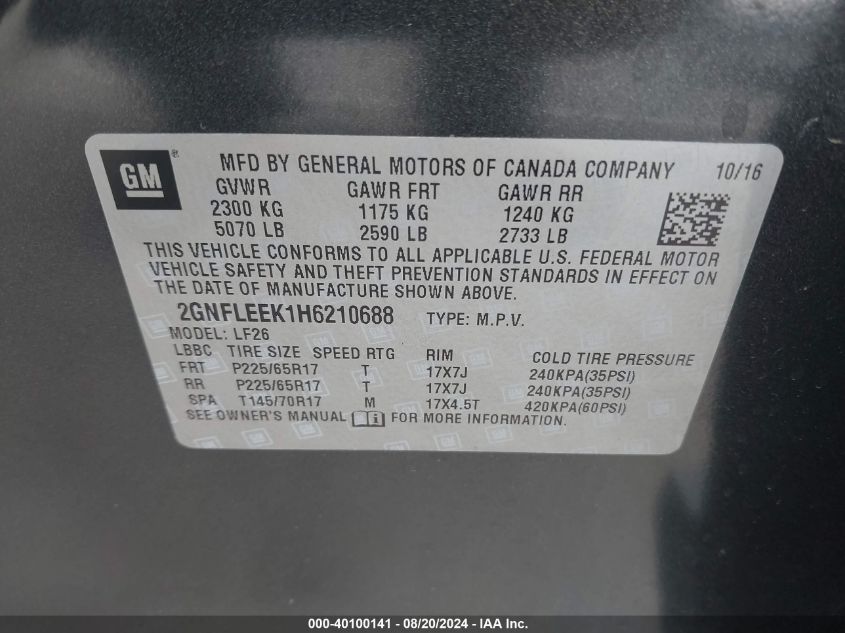 GM ®
MFD BY GENERAL MOTORS OF CANADA COMPANY 10/16
GVWR GAWR FRT GAWR RR
2300 KG 1175 KG 1240 KG
5070 LB 2590 LB 2733 LB
THIS VEHICLE CONFORMS TO ALL APPLICABLE U.S. FEDERAL MOTOR
VEHICLE SAFETY AND THEFT PREVENTION STANDARDS IN EFFECT ON
THE DATE OF MANUFACTURE SHOWN ABOVE.
2GNFLEEK1H6210688 TYPE: M.P.V.
MODEL: LF26
LBBC TIRE SIZE SPEED RTG RIM COLD TIRE PRESSURE
FRT P225/65R17 T 17X7J 240KPA(35PSI)
RR P225/65R17 T 17X7J 240KPA(35PSI)
SPA T145/70R17 M 17X4.5T 420KPA(60PSI)
SEE OWNER'S MANUAL FOR MORE INFORMATION.
000-40100141 - 08/20/2024 - IAA Inc.